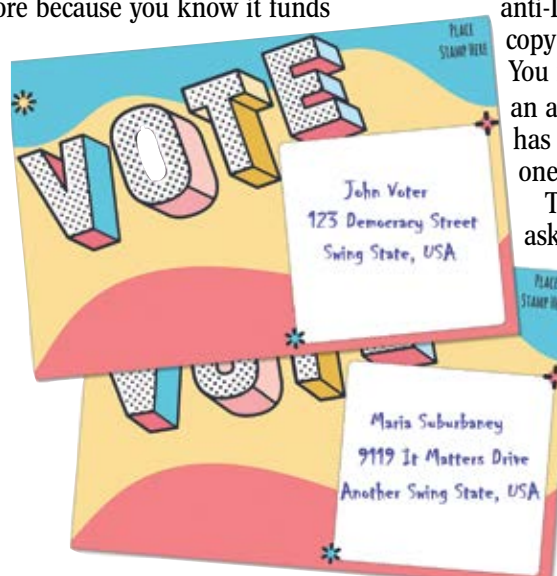 ore because you know it funds
anti-
copy
You
an a
has
one
T
ask
PLACE
STAMP HERE
VOTE
John Voter
123 Democracy Street
Swing State, USA
PLACE
STAMP
VOTE
Maria Suburbaney
9119 It Matters Drive
Another Swing State, USA